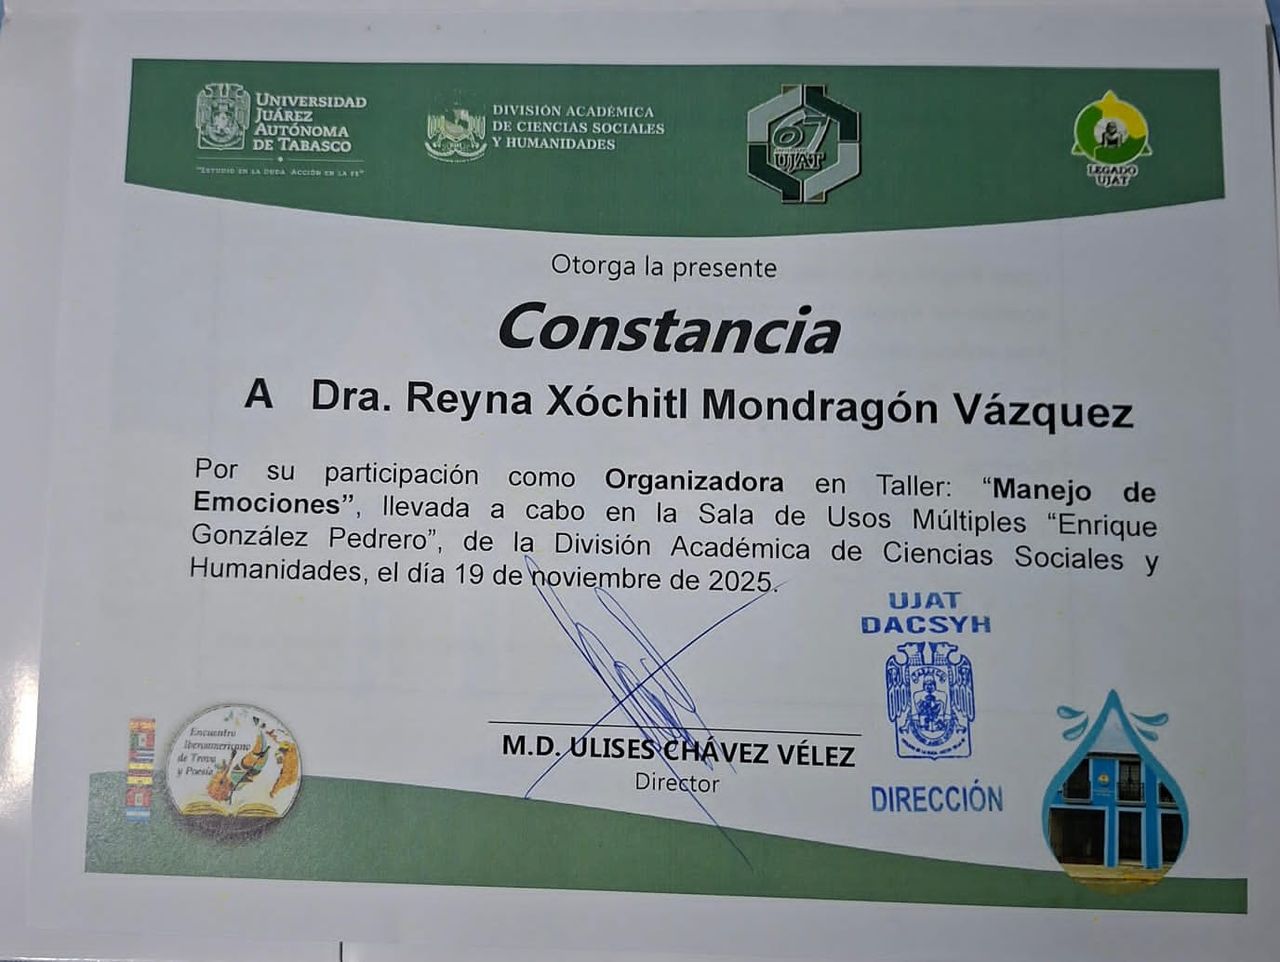 UNIVERSIDAD
JUÁREZ
AUTÓNOMA
DE TABASCO
"ESTUDIO EN LA DUDA. ACCIÓN EN LA FE"
DIVISIÓN ACADÉMICA
DE CIENCIAS SOCIALES
Y HUMANIDADES
67
UJAT
LEGADO
UJAT
Otorga la presente
Constancia
A Dra. Reyna Xóchitl Mondragón Vázquez
Por su participación como Organizadora en Taller: “Manejo de
Emociones”, llevada a cabo en la Sala de Usos Múltiples “Enrique
González Pedrero”, de la División Académica de Ciencias Sociales y
Humanidades, el día 19 de noviembre de 2025.
UJAT
DACSYH
M.D. ULISES CHÁVEZ VÉLEZ
Director
DIRECCIÓN
Encuentro
Iberoamericano
de Trova
y Poesía